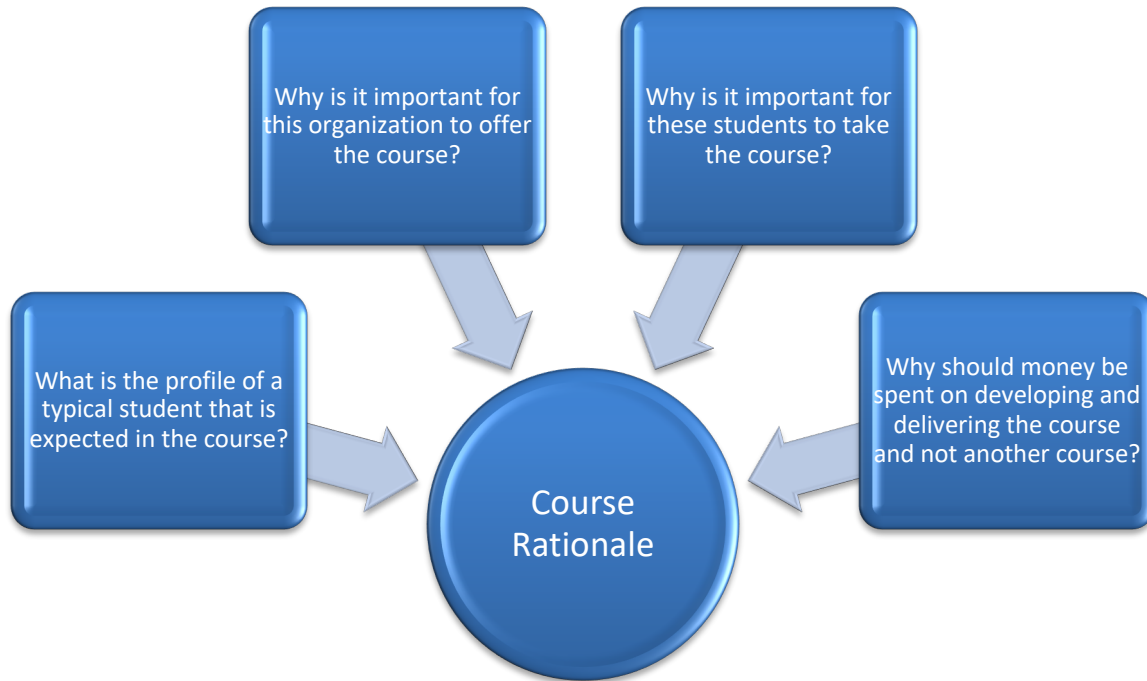 Why is it important for
this organization to offer
the course?
Why is it important for
these students to take
the course?
What is the profile of a
typical student that is
expected in the course?
Why should money be
spent on developing and
delivering the course
and not another course?
Course
Rationale